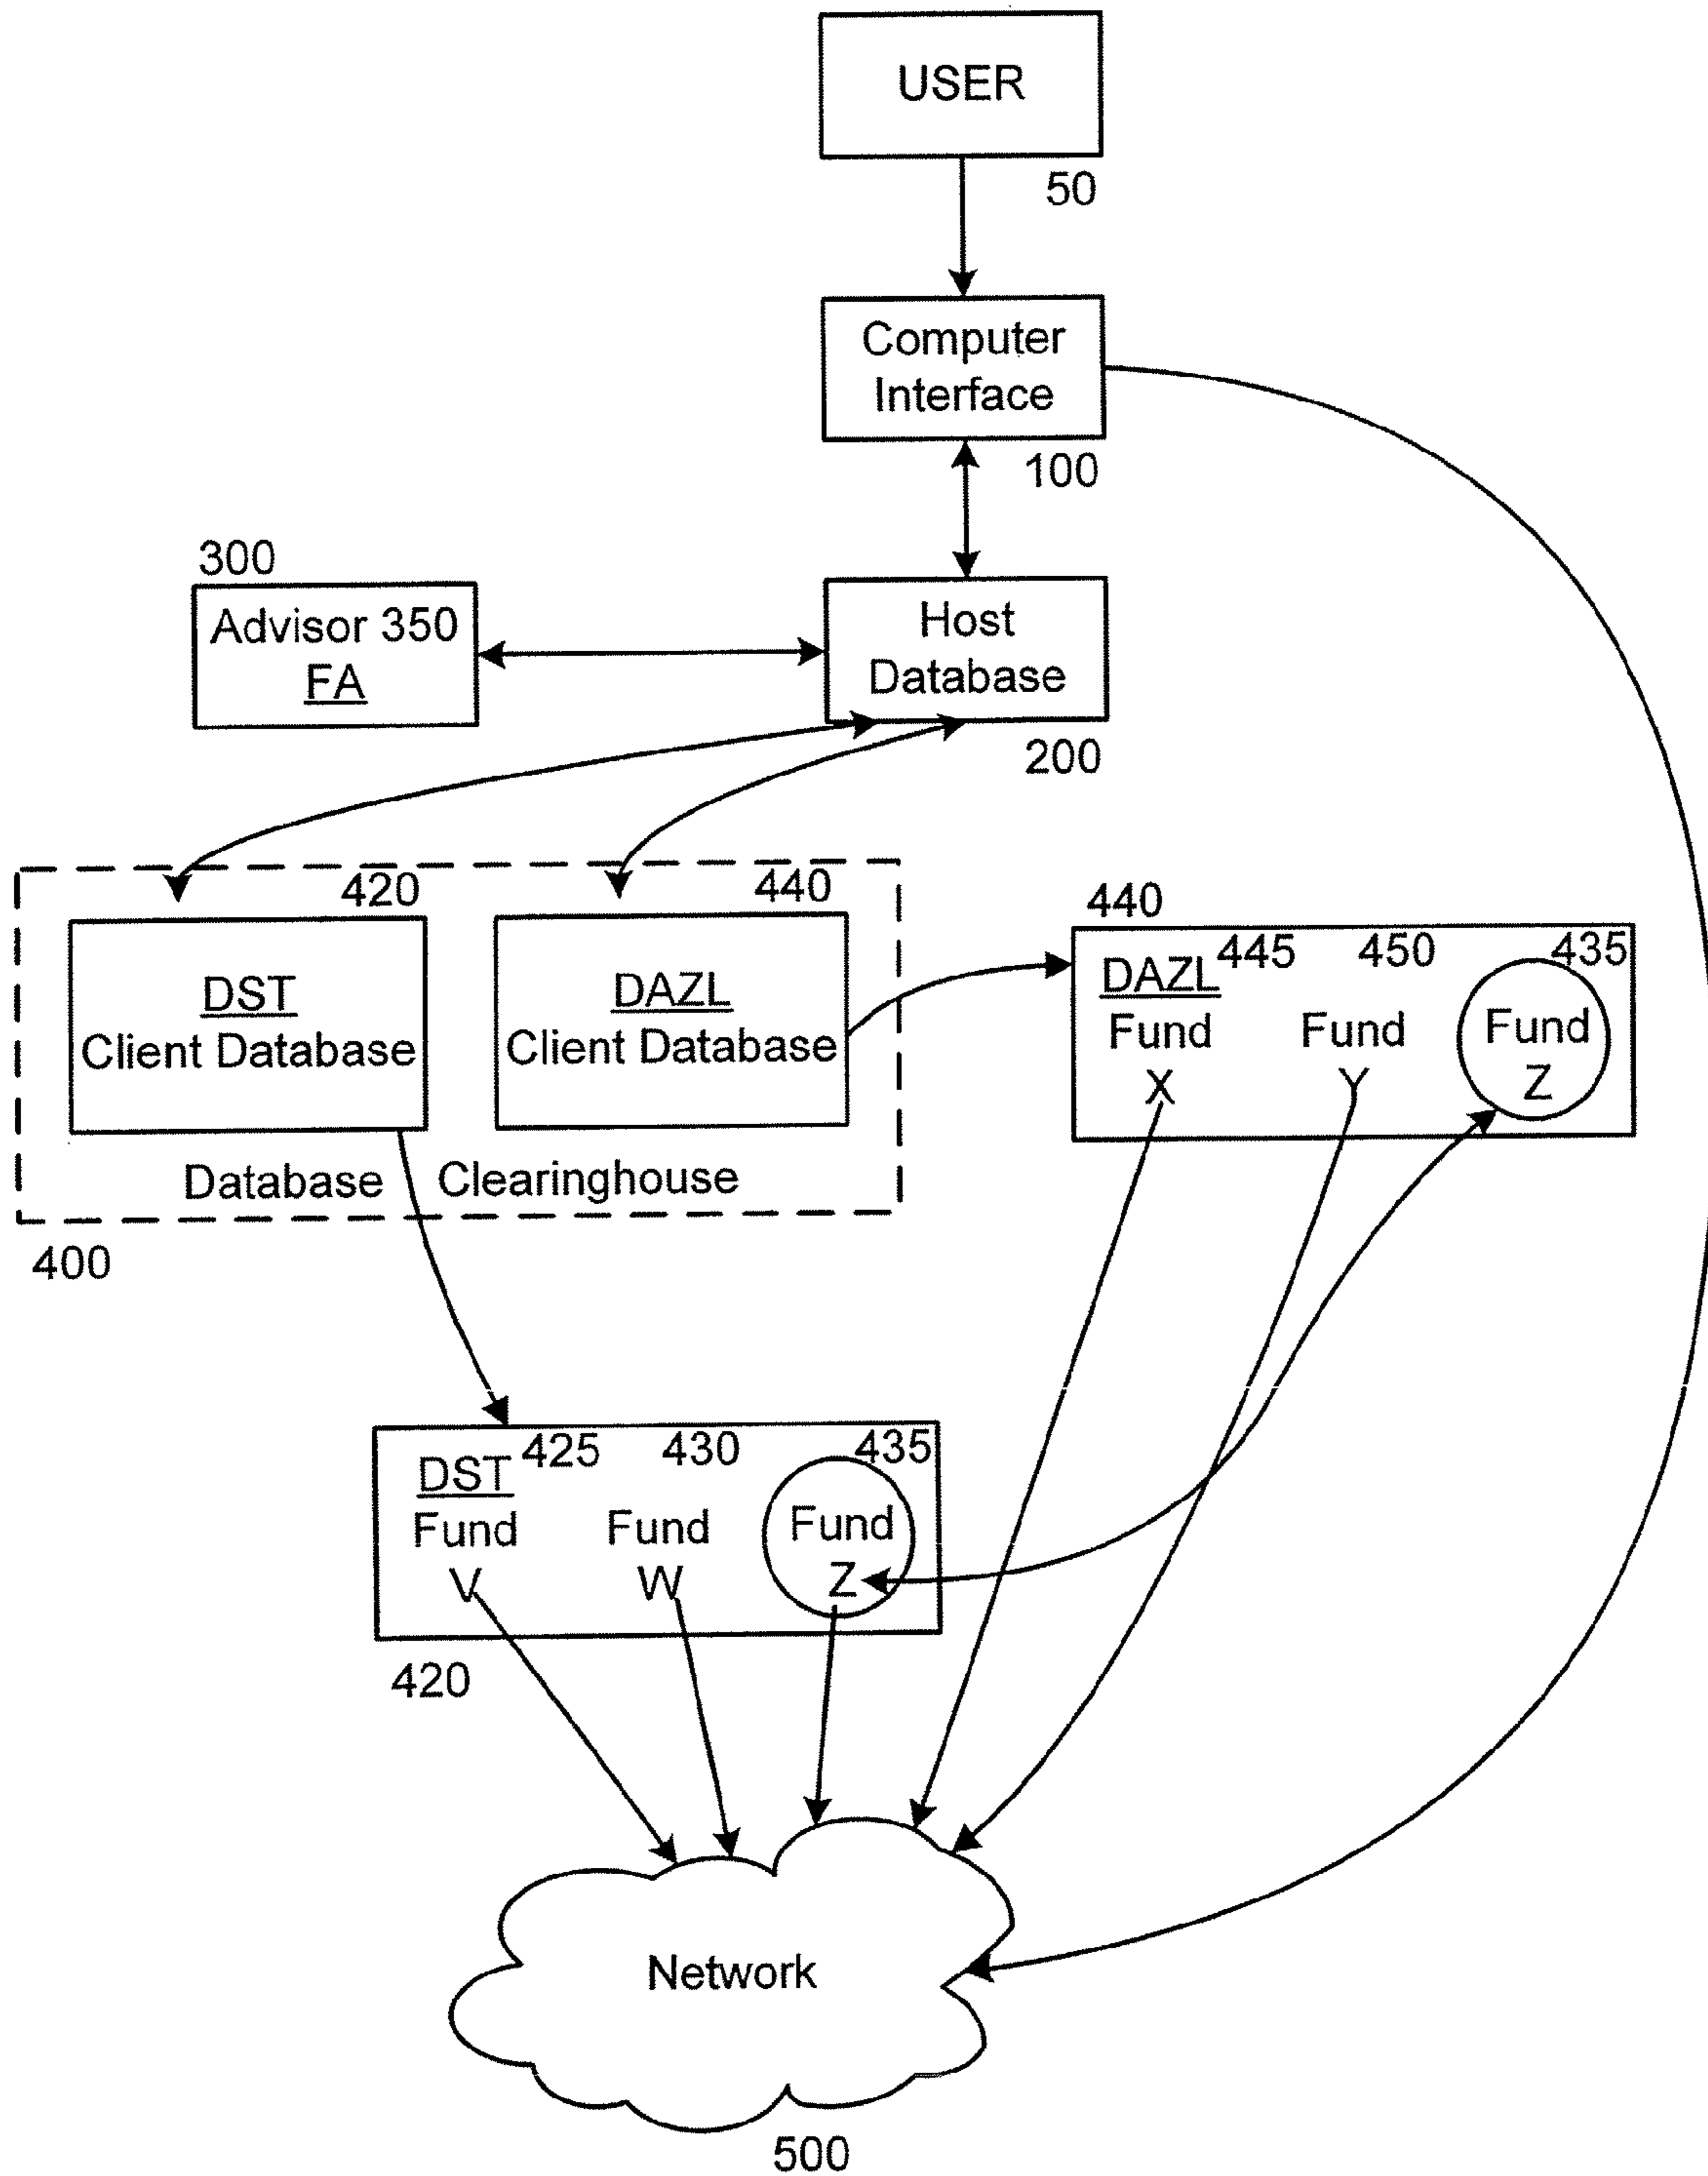 USER
50
Computer
Interface
100
300
Advisor 350
FA
Host
Database
200
420
440
DST
Client Database
DAZL
Client Database
Database Clearinghouse
400
440
445
450
435
DAZL
Fund
X
Fund
Y
Fund
Z
425
430
435
DST
Fund
V
Fund
W
Fund
Z
420
Network
500